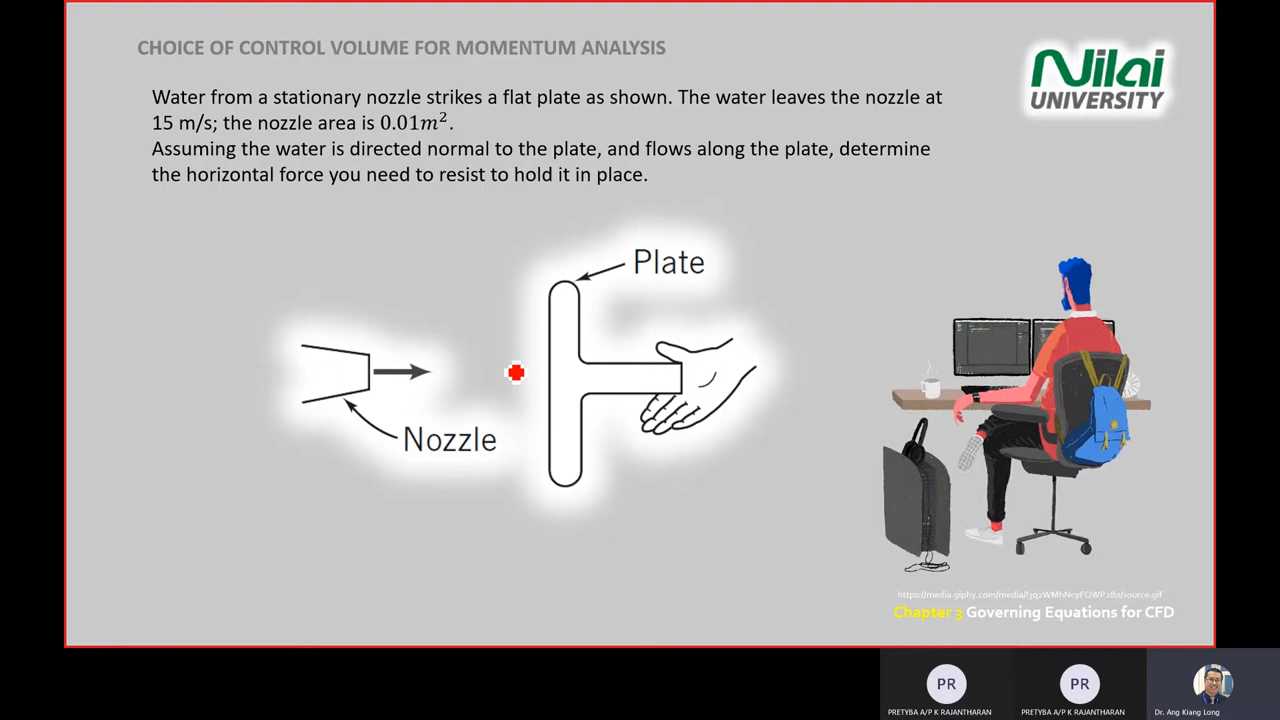 CHOICE OF CONTROL VOLUME FOR MOMENTUM ANALYSIS
Nilai
UNIVERSITY
Water from a stationary nozzle strikes a flat plate as shown. The water leaves the nozzle at
15 m/s; the nozzle area is 0.01m².
Assuming the water is directed normal to the plate, and flows along the plate, determine
the horizontal force you need to resist to hold it in place.
Plate
Nozzle
Chapter 3 Governing Equations for CFD
PR
PR
PRETYBA A/P K RAJANTHARAN
PRETYBA A/P K RAJANTHARAN
Dr. Ang Kiang Long